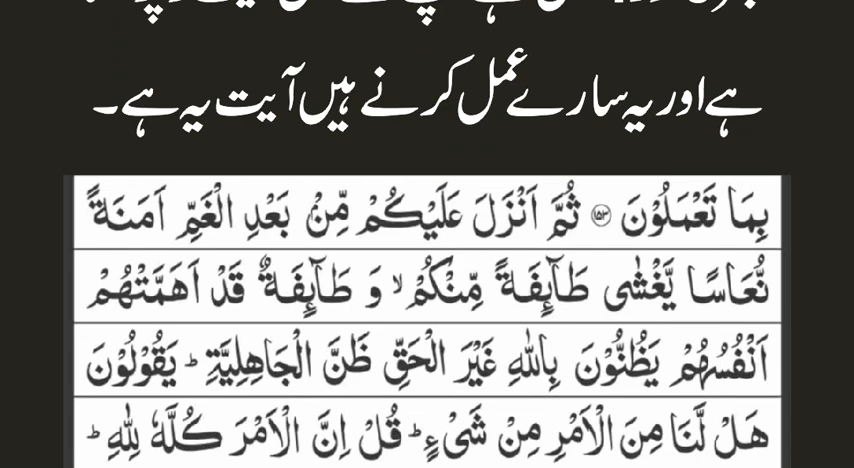 ہے اور یہ سارے عمل کرنے ہیں آیت یہ ہے۔
بِمَا تَعْمَلُوْنَ ۝۱۵۳ ثُمَّ اَنْزَلَ عَلَيْكُمْ مِّنْۢ بَعْدِ الْغَمِّ اَمَنَةً
نُّعَاسًا يَّغْشٰى طَآئِفَةً مِّنْكُمْ ۙ وَ طَآئِفَةٌ قَدْ اَهَمَّتْهُمْ
اَنْفُسُهُمْ يَظُنُّوْنَ بِاللّٰهِ غَيْرَ الْحَقِّ ظَنَّ الْجَاهِلِيَّةِ ؕ يَقُوْلُوْنَ
هَلْ لَّنَا مِنَ الْاَمْرِ مِنْ شَيْءٍ ؕ قُلْ اِنَّ الْاَمْرَ كُلَّهٗ لِلّٰهِ ؕ